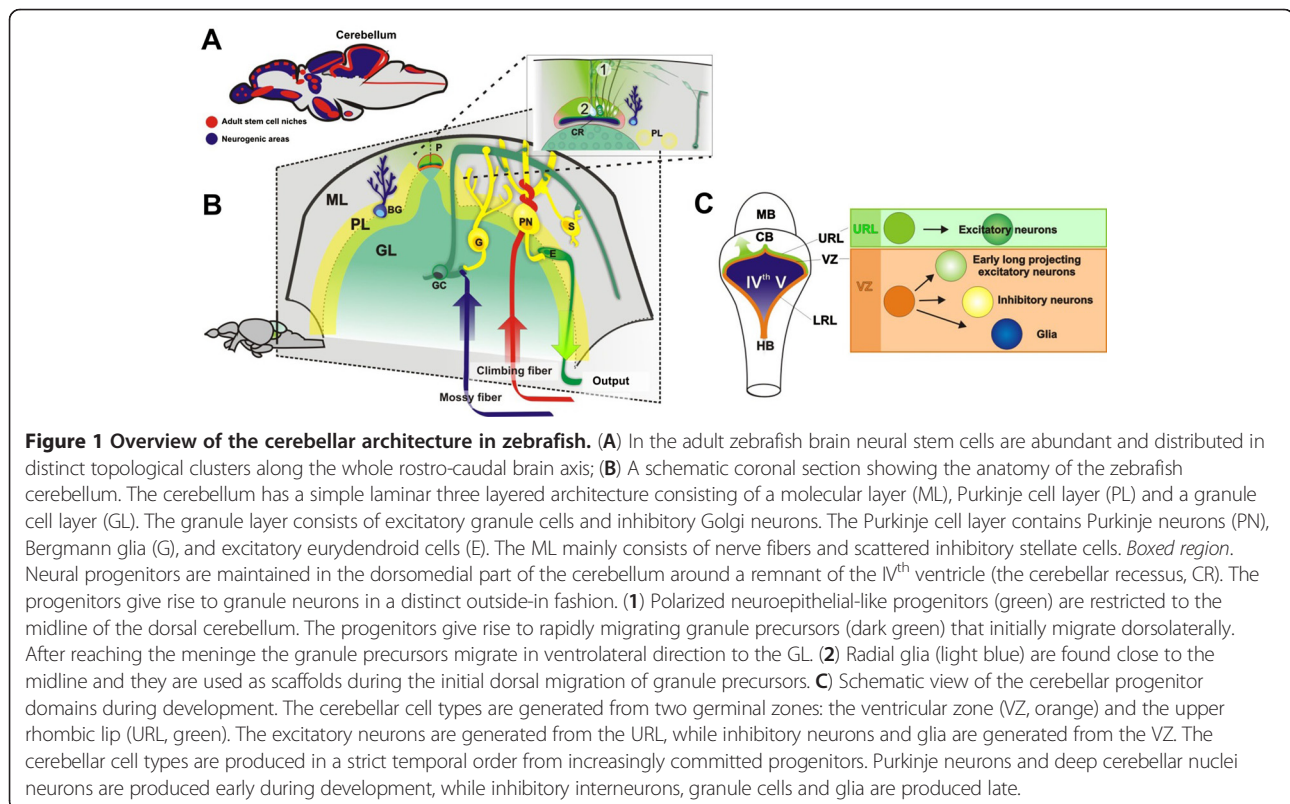 A
Cerebellum
Adult stem cell niches
Neurogenic areas
1
2
CR
PL
B
P
ML
BG
PL
GL
G
PN
S
E
GC
Climbing fiber
Mossy fiber
Output
C
MB
CB
URL
VZ
IVth V
LRL
HB
URL
Excitatory neurons
VZ
Early long projecting
excitatory neurons
Inhibitory neurons
Glia
Figure 1 Overview of the cerebellar architecture in zebrafish. (A) In the adult zebrafish brain neural stem cells are abundant and distributed in
distinct topological clusters along the whole rostro-caudal brain axis; (B) A schematic coronal section showing the anatomy of the zebrafish
cerebellum. The cerebellum has a simple laminar three layered architecture consisting of a molecular layer (ML), Purkinje cell layer (PL) and a granule
cell layer (GL). The granule layer consists of excitatory granule cells and inhibitory Golgi neurons. The Purkinje cell layer contains Purkinje neurons (PN),
Bergmann glia (G), and excitatory eurydendroid cells (E). The ML mainly consists of nerve fibers and scattered inhibitory stellate cells. Boxed region.
Neural progenitors are maintained in the dorsomedial part of the cerebellum around a remnant of the IVth ventricle (the cerebellar recessus, CR). The
progenitors give rise to granule neurons in a distinct outside-in fashion. (1) Polarized neuroepithelial-like progenitors (green) are restricted to the
midline of the dorsal cerebellum. The progenitors give rise to rapidly migrating granule precursors (dark green) that initially migrate dorsolaterally.
After reaching the meninge the granule precursors migrate in ventrolateral direction to the GL. (2) Radial glia (light blue) are found close to the
midline and they are used as scaffolds during the initial dorsal migration of granule precursors. C) Schematic view of the cerebellar progenitor
domains during development. The cerebellar cell types are generated from two germinal zones: the ventricular zone (VZ, orange) and the upper
rhombic lip (URL, green). The excitatory neurons are generated from the URL, while inhibitory neurons and glia are generated from the VZ. The
cerebellar cell types are produced in a strict temporal order from increasingly committed progenitors. Purkinje neurons and deep cerebellar nuclei
neurons are produced early during development, while inhibitory interneurons, granule cells and glia are produced late.